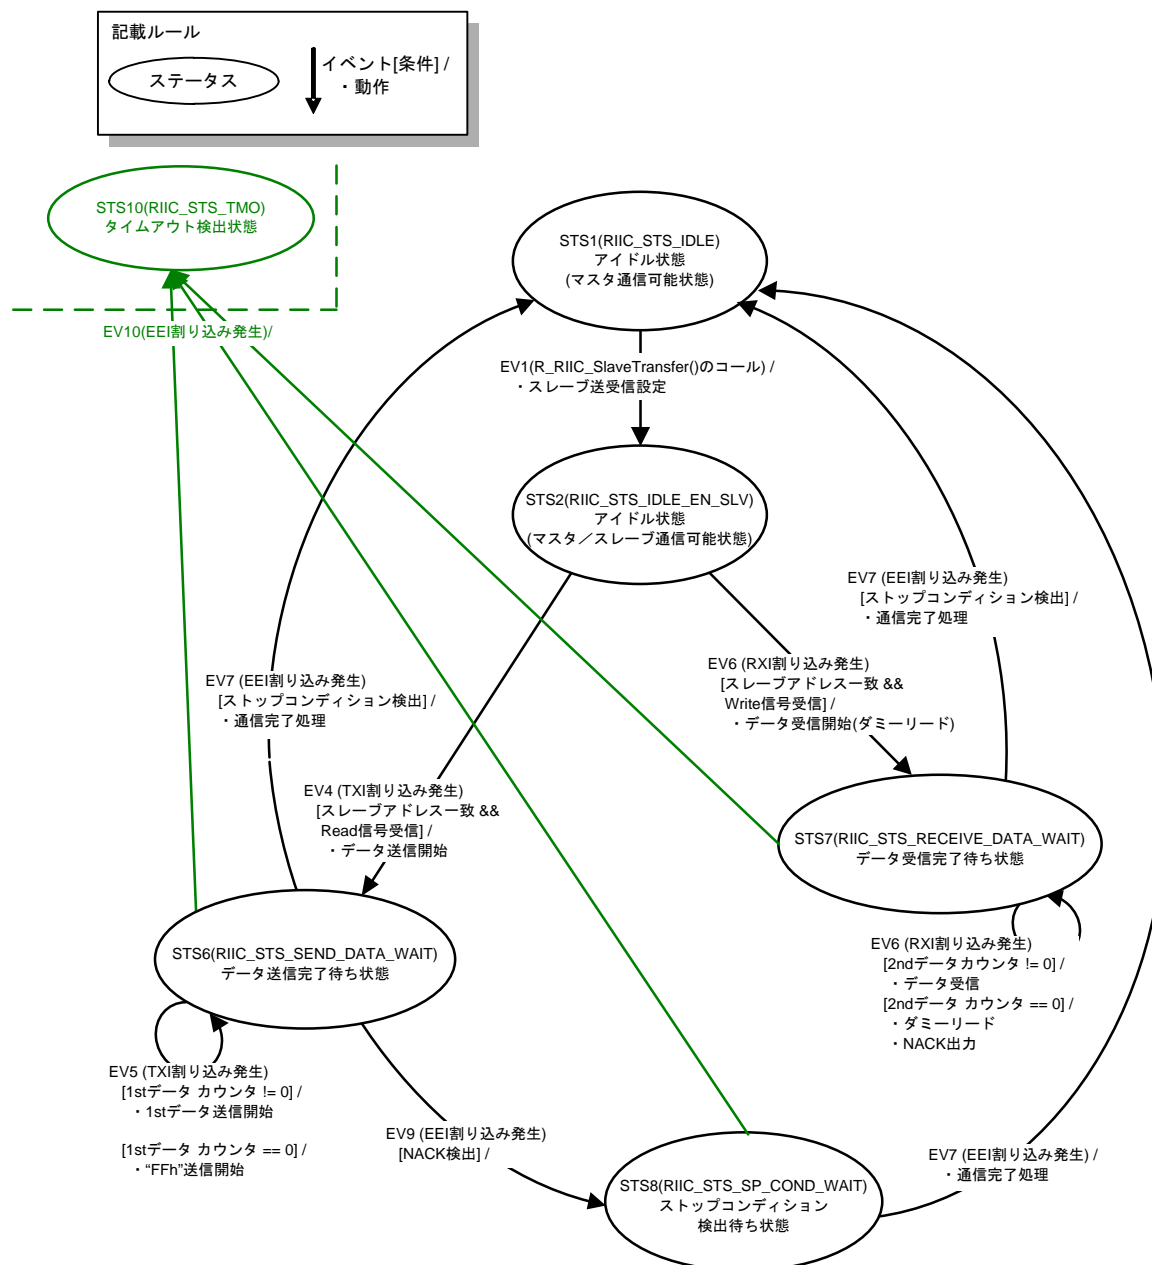 記載ルール
ステータス
イベント[条件] /
・動作
STS10(RIIC_STS_TMO)
タイムアウト検出状態
EV10(EEI割り込み発生)/
STS1(RIIC_STS_IDLE)
アイドル状態
(マスタ通信可能状態)
EV1(R_RIIC_SlaveTransfer()のコール) /
・スレーブ送受信設定
STS2(RIIC_STS_IDLE_EN_SLV)
アイドル状態
(マスタ／スレーブ通信可能状態)
EV7 (EEI割り込み発生)
[ストップコンディション検出] /
・通信完了処理
EV6 (RXI割り込み発生)
[スレーブアドレス一致 &&
Write信号受信] /
・データ受信開始(ダミーリード)
EV7 (EEI割り込み発生)
[ストップコンディション検出] /
・通信完了処理
EV4 (TXI割り込み発生)
[スレーブアドレス一致 &&
Read信号受信] /
・データ送信開始
STS7(RIIC_STS_RECEIVE_DATA_WAIT)
データ受信完了待ち状態
STS6(RIIC_STS_SEND_DATA_WAIT)
データ送信完了待ち状態
EV6 (RXI割り込み発生)
[2ndデータカウンタ != 0] /
・データ受信
[2ndデータ カウンタ == 0] /
・ダミーリード
・NACK出力
EV5 (TXI割り込み発生)
[1stデータ カウンタ != 0] /
・1stデータ送信開始
[1stデータ カウンタ == 0] /
・“FFh”送信開始
EV9 (EEI割り込み発生)
[NACK検出] /
STS8(RIIC_STS_SP_COND_WAIT)
ストップコンディション
検出待ち状態
EV7 (EEI割り込み発生) /
・通信完了処理